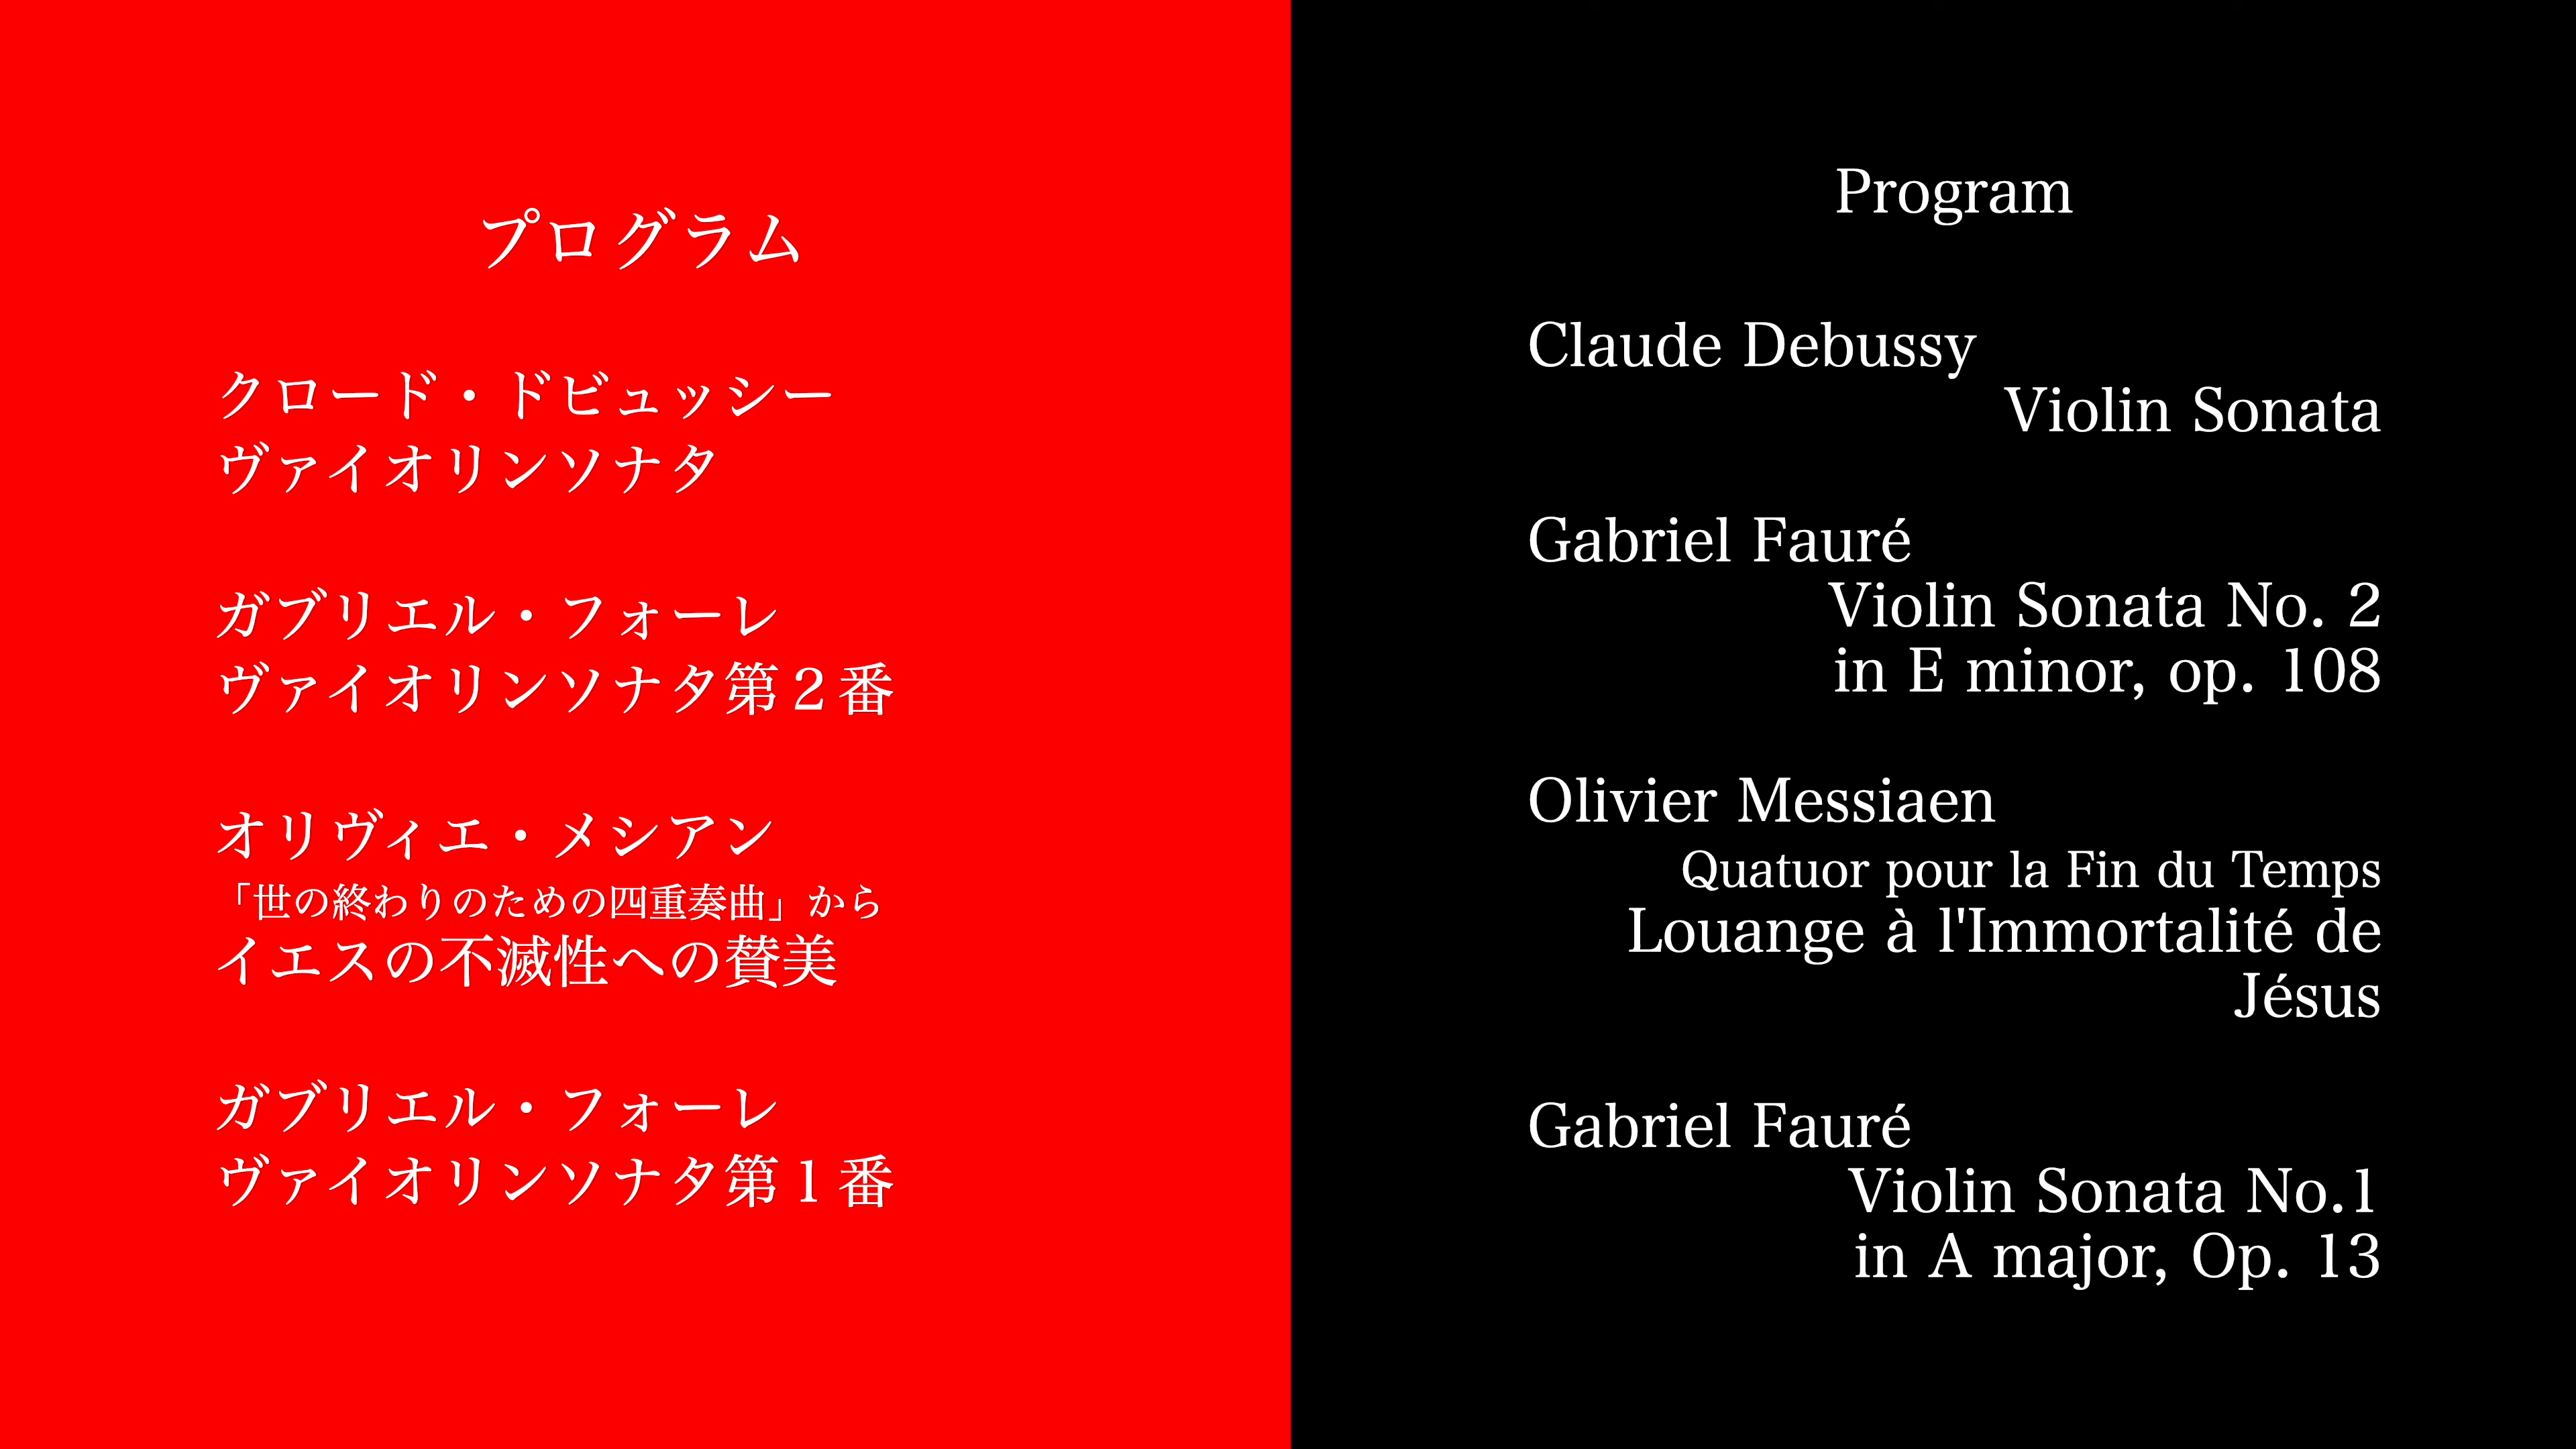 プログラム
クロード・ドビュッシー
ヴァイオリンソナタ
ガブリエル・フォーレ
ヴァイオリンソナタ第２番
オリヴィエ・メシアン
「世の終わりのための四重奏曲」から
イエスの不滅性への賛美
ガブリエル・フォーレ
ヴァイオリンソナタ第１番
Program
Claude Debussy
Violin Sonata
Gabriel Fauré
Violin Sonata No. 2
in E minor, op. 108
Olivier Messiaen
Quatuor pour la Fin du Temps
Louange à l'Immortalité de
Jésus
Gabriel Fauré
Violin Sonata No.1
in A major, Op. 13